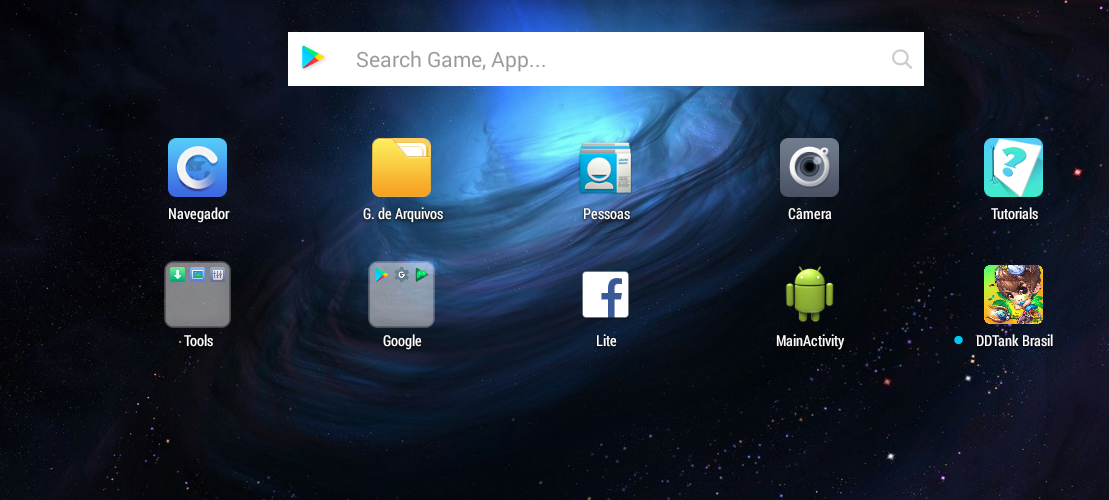 Search Game, App...
Navegador
G. de Arquivos
Pessoas
Câmera
Tutorials
Tools
Google
Lite
MainActivity
DDTank Brasil